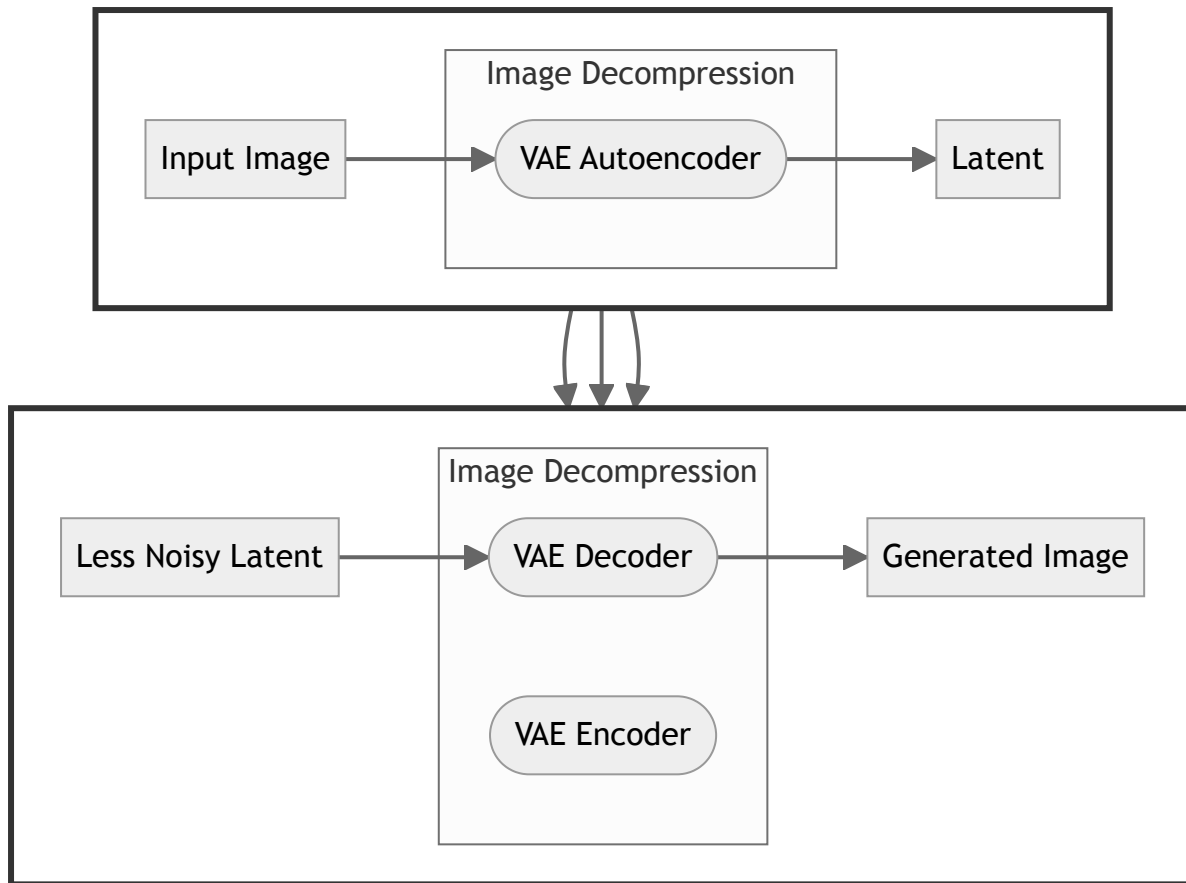 Image Decompression
Input Image
VAE Autoencoder
Latent
Image Decompression
Less Noisy Latent
VAE Decoder
Generated Image
VAE Encoder